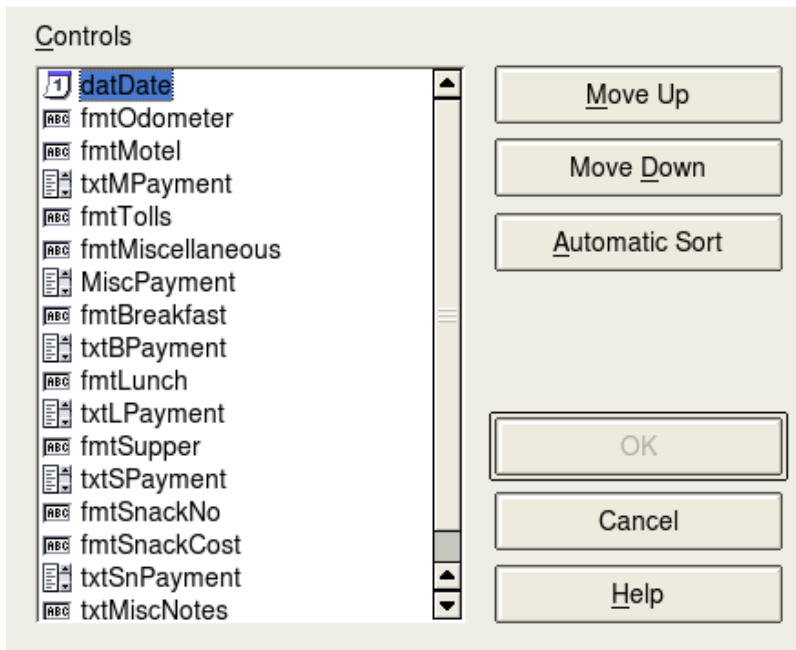 Controls
datDate
fmtOdometer
fmtMotel
txtMPayment
fmtTolls
fmtMiscellaneous
MiscPayment
fmtBreakfast
txtBPayment
fmtLunch
txtLPayment
fmtSupper
txtSPayment
fmtSnackNo
fmtSnackCost
txtSnPayment
txtMiscNotes
Move Up
Move Down
Automatic Sort
OK
Cancel
Help